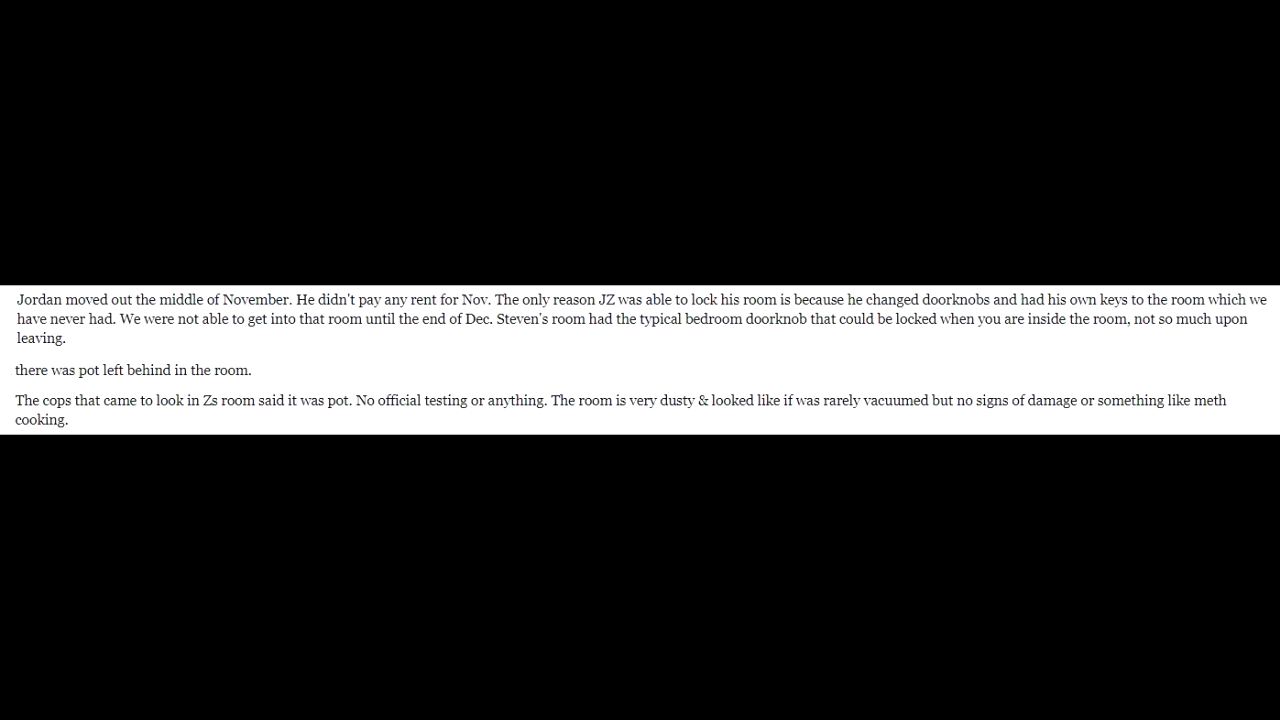 Jordan moved out the middle of November. He didn't pay any rent for Nov. The only reason JZ was able to lock his room is because he changed doorknobs and had his own keys to the room which we
have never had. We were not able to get into that room until the end of Dec. Steven's room had the typical bedroom doorknob that could be locked when you are inside the room, not so much upon
leaving.
there was pot left behind in the room.
The cops that came to look in Zs room said it was pot. No official testing or anything. The room is very dusty & looked like if was rarely vacuumed but no signs of damage or something like meth
cooking.